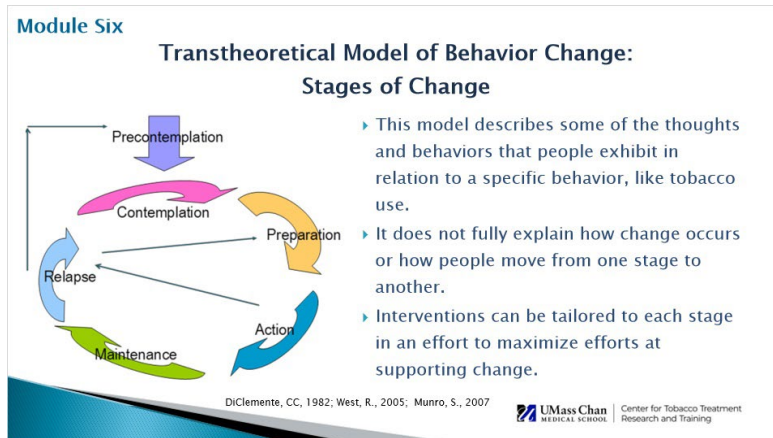 Module Six
Transtheoretical Model of Behavior Change:
Stages of Change
Precontemplation
Contemplation
Preparation
Relapse
Action
Maintenance
This model describes some of the thoughts
and behaviors that people exhibit in
relation to a specific behavior, like tobacco
use.
It does not fully explain how change occurs
or how people move from one stage to
another.
Interventions can be tailored to each stage
in an effort to maximize efforts at
supporting change.
DiClemente, CC, 1982; West, R., 2005; Munro, S., 2007
UMass Chan
MEDICAL SCHOOL
Center for Tobacco Treatment
Research and Training